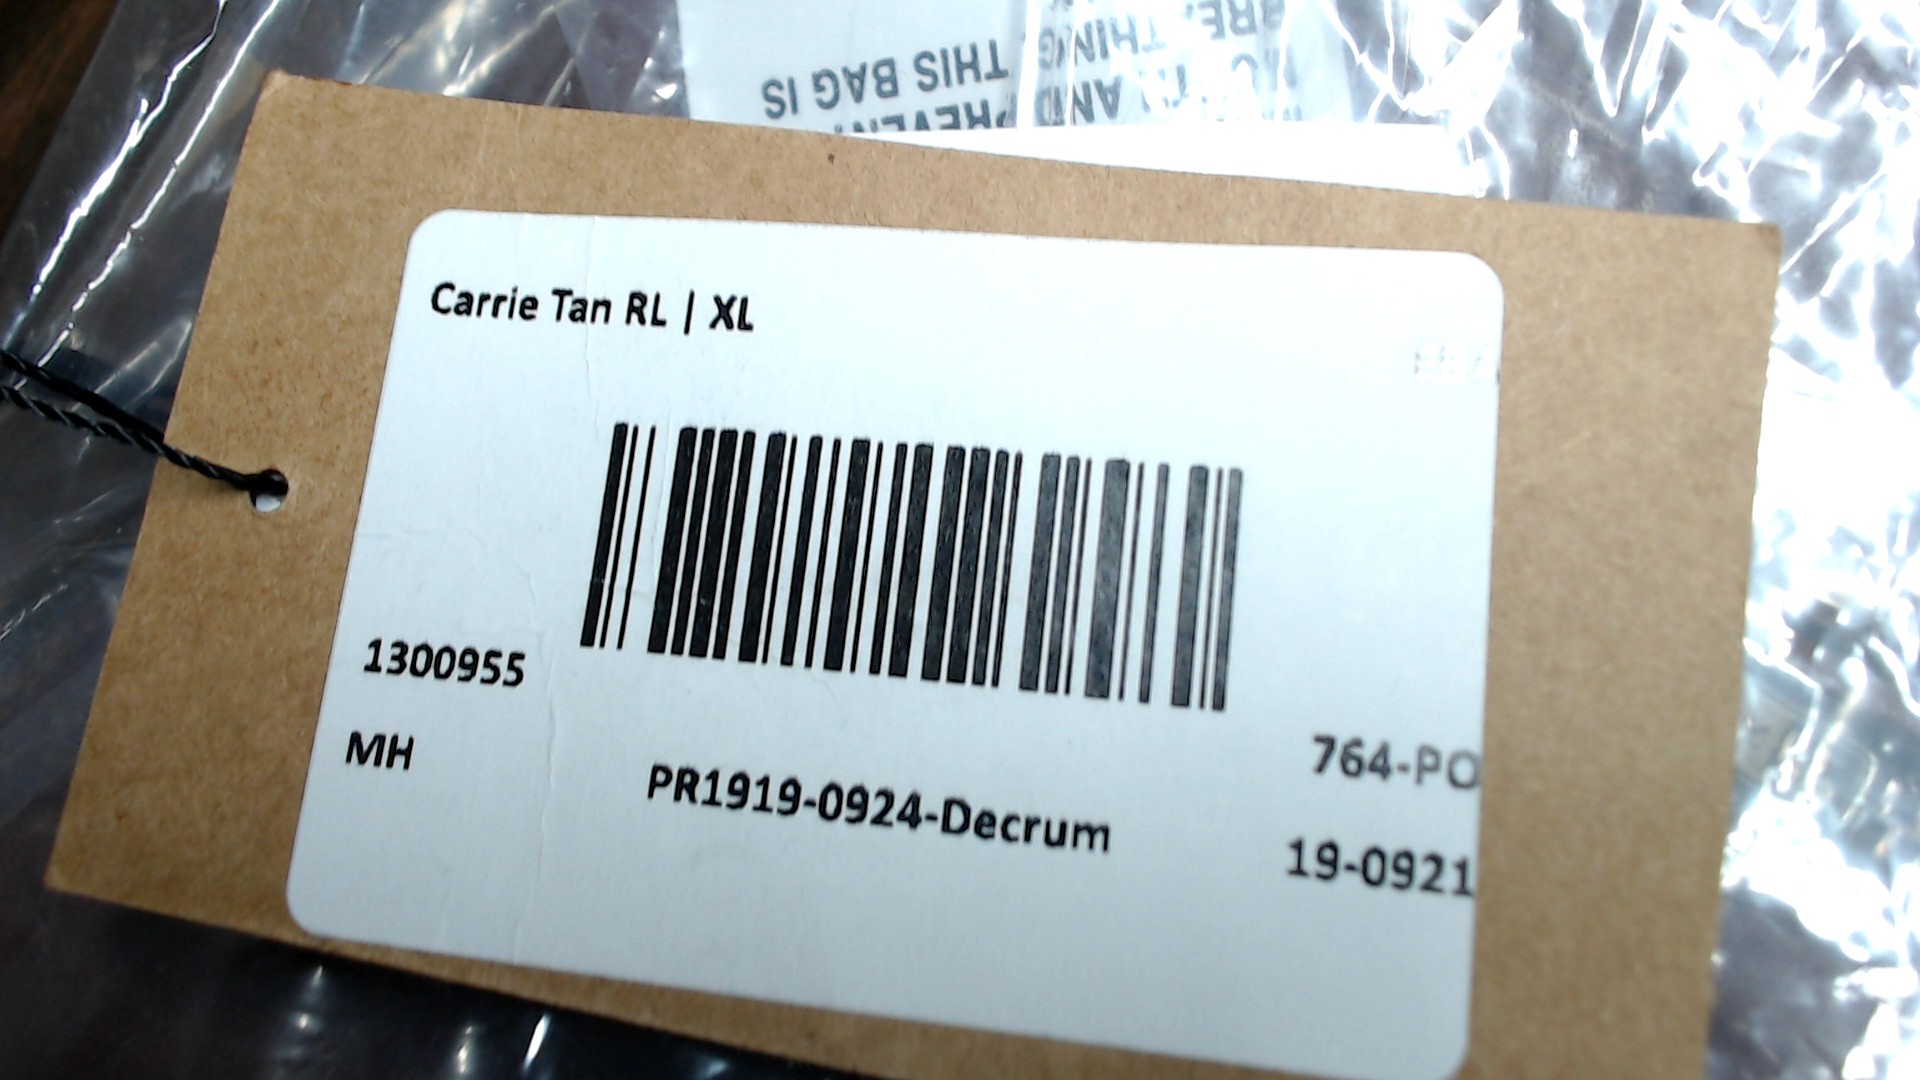 THIS BAG IS
Carrie Tan RL | XL
1300955
MH
PR1919-0924-Decrum
764-PO
19-0921